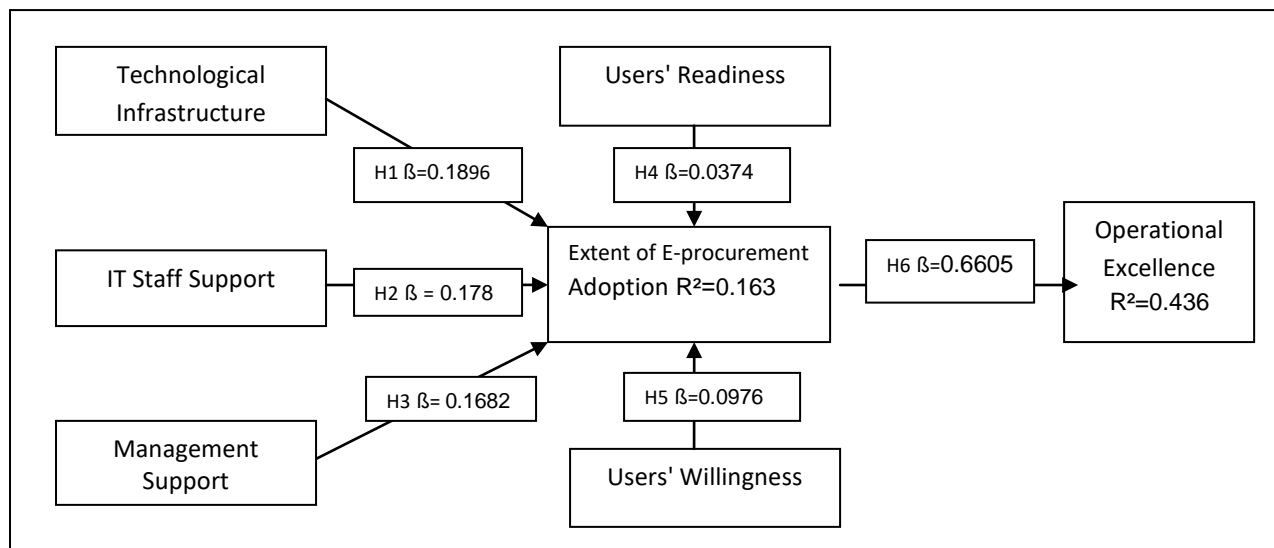 Technological
Infrastructure
Users' Readiness
H1 ß=0.1896
H4 ß=0.0374
IT Staff Support
H2 ß = 0.178
Extent of E-procurement
Adoption R²=0.163
H6 ß=0.6605
Operational
Excellence
R²=0.436
H3 ß= 0.1682
H5 ß=0.0976
Management
Support
Users' Willingness